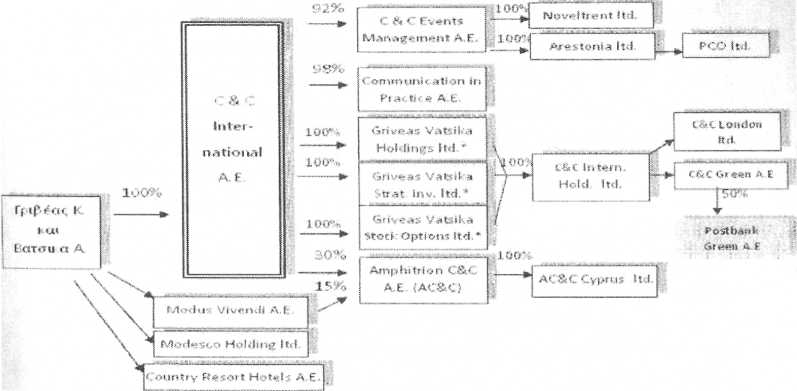 Γριβέας Κ.
και
Βατσικα Α.
100%
C & C
Inter-
national
A.E.
92%
C & C Events
Management A.E.
100%
Noveltrent ltd.
100%
Arestonia ltd.
PCO ltd.
98%
Communication in
Practice A.E.
100%
Griveas Vatsika
Holdings ltd.*
100%
Griveas Vatsika
Strat. Inv. ltd.*
100%
Griveas Vatsika
Stock Options ltd.*
100%
C&C Intern.
Hold. ltd.
C&C London
ltd.
C&C Green A.E
50%
Postbank
Green A.E
30%
15%
Amphitrion C&C
A.E. (AC&C)
100%
AC&C Cyprus ltd.
Modus Vivendi A.E.
Modesco Holding ltd.
Country Resort Hotels A.E.